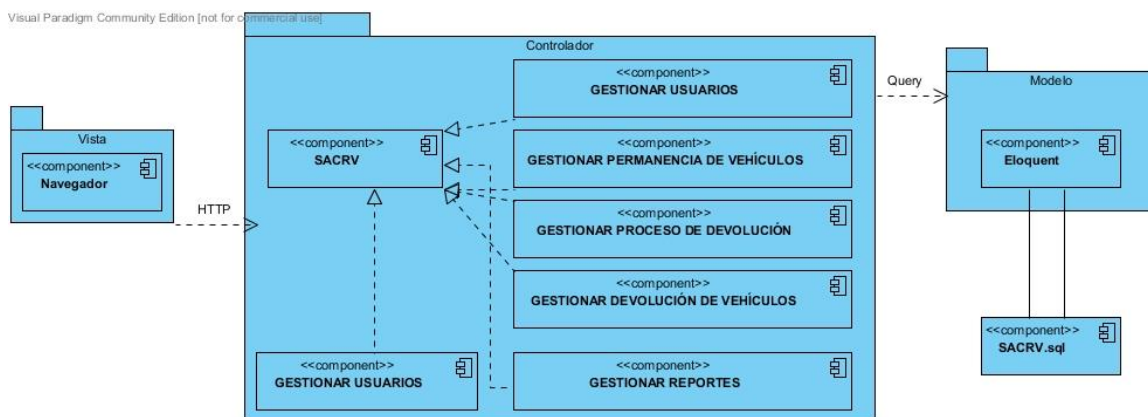 Visual Paradigm Community Edition [not for commercial use]
Controlador
<<component>>
GESTIONAR USUARIOS
Query
Modelo
Vista
<<component>>
Navegador
<<component>>
SACRV
<<component>>
GESTIONAR PERMANENCIA DE VEHÍCULOS
<<component>>
Eloquent
HTTP
<<component>>
GESTIONAR PROCESO DE DEVOLUCIÓN
<<component>>
GESTIONAR DEVOLUCIÓN DE VEHÍCULOS
<<component>>
SACRV.sql
<<component>>
GESTIONAR USUARIOS
<<component>>
GESTIONAR REPORTES